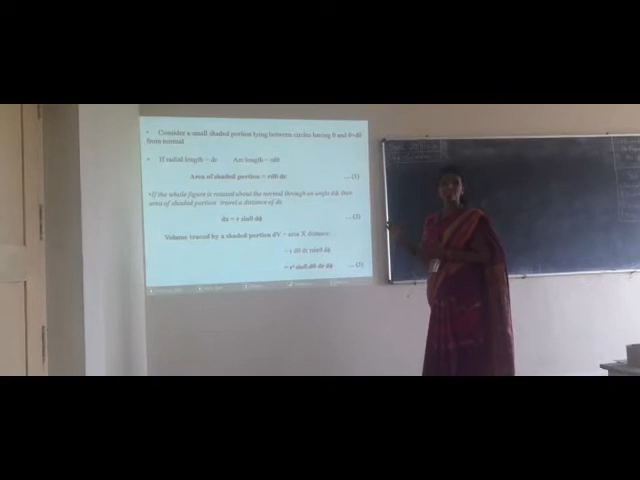 • Consider a small shaded portion lying between circles having θ and θ+dθ
from normal
• If radial length = dr Arc length = rdθ
Area of shaded portion = rdθ dr ....(1)
•If the whole figure is rotated about the normal through an angle dϕ, then
area of shaded portion travel a distance of ds
ds = r sinθ dϕ ....(2)
Volume traced by a shaded portion dV = area X distance
= r dθ dr rsinθ dϕ
= r² sinθ dθ dr dϕ ....(3)